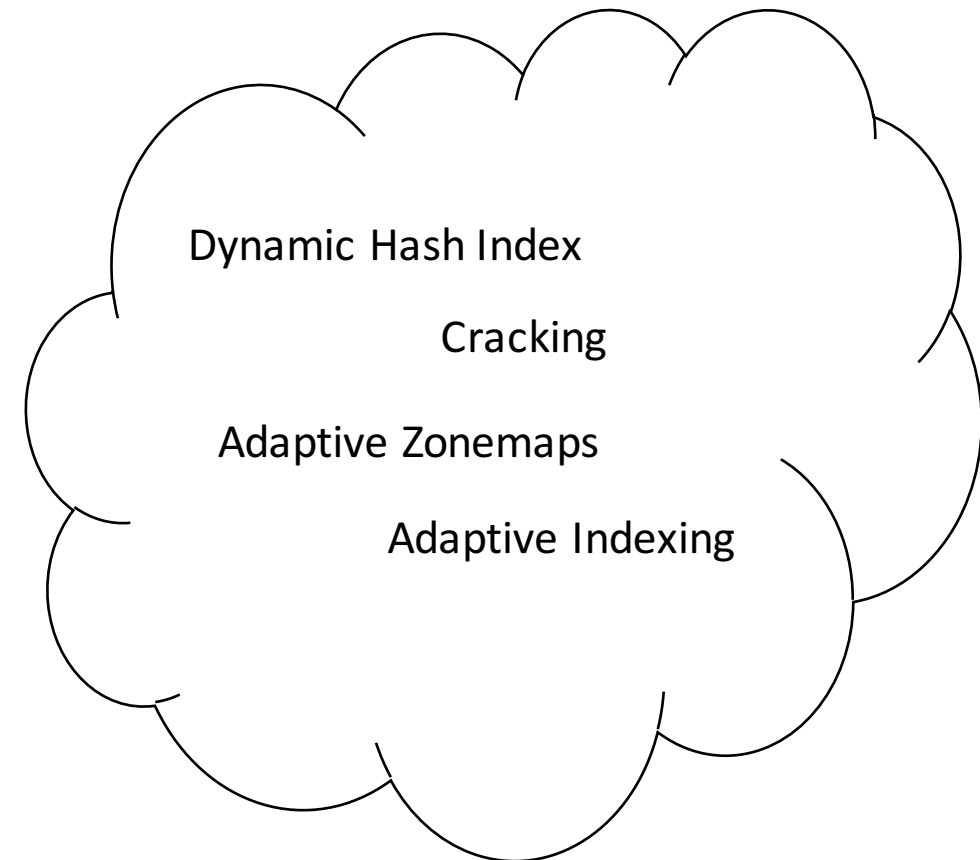 Dynamic Hash Index
Cracking
Adaptive Zonemaps
Adaptive Indexing